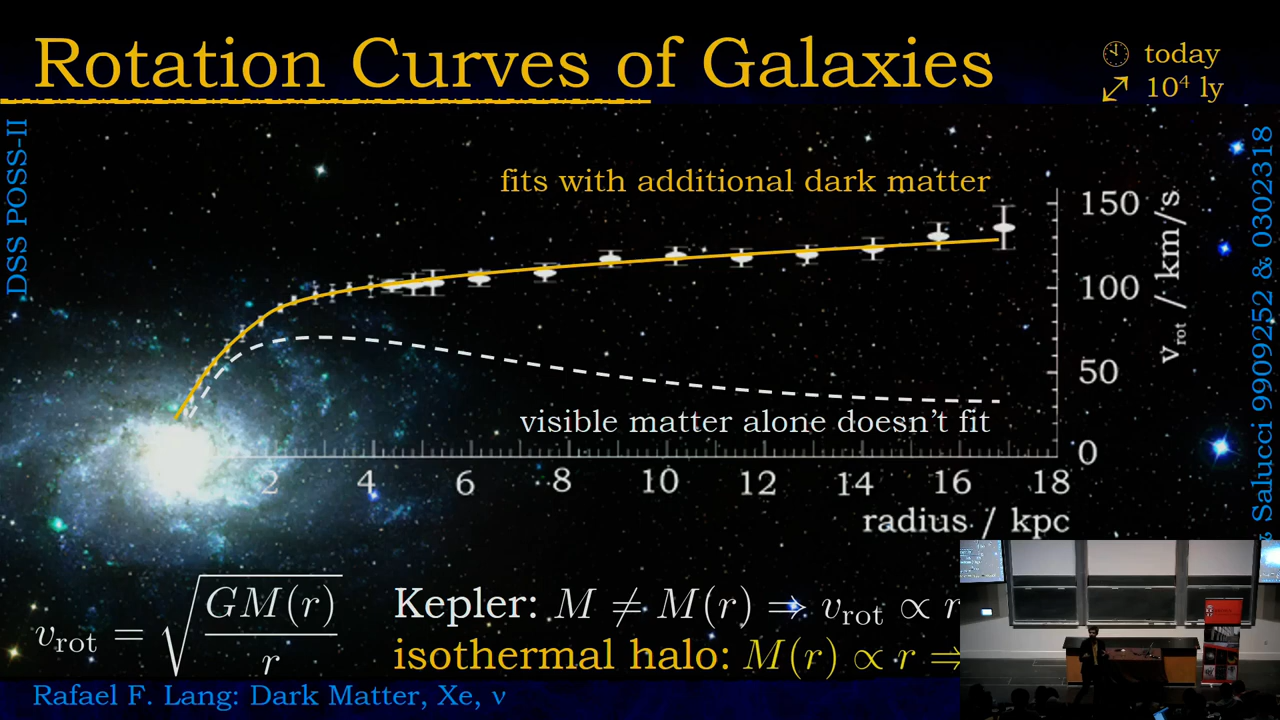 Rotation Curves of Galaxies
today
10⁴ ly
DSS POSS-II
fits with additional dark matter
150
100
50
0
v_rot / km/s
visible matter alone doesn't fit
2 4 6 8 10 12 14 16 18
radius / kpc
Salucci 9909252 & 0302318
v_rot = √(GM(r)/r)
Kepler: M ≠ M(r) ⇒ v_rot ∝ r
isothermal halo: M(r) ∝ r ⇒
Rafael F. Lang: Dark Matter, Xe, ν